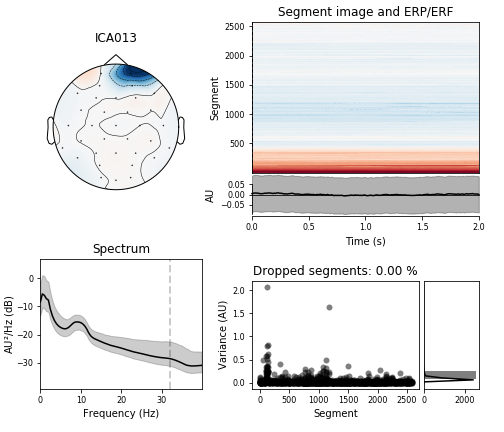 ICA013
Segment image and ERP/ERF
2500
2000
1500
1000
500
Segment
0.05
0.00
−0.05
AU
0.0 0.5 1.0 1.5 2.0
Time (s)
Spectrum
0
−10
−20
−30
AU²/Hz (dB)
0 10 20 30
Frequency (Hz)
Dropped segments: 0.00 %
2.0
1.5
1.0
0.5
0.0
Variance (AU)
0 500 1000 1500 2000 2500
Segment
0 2000